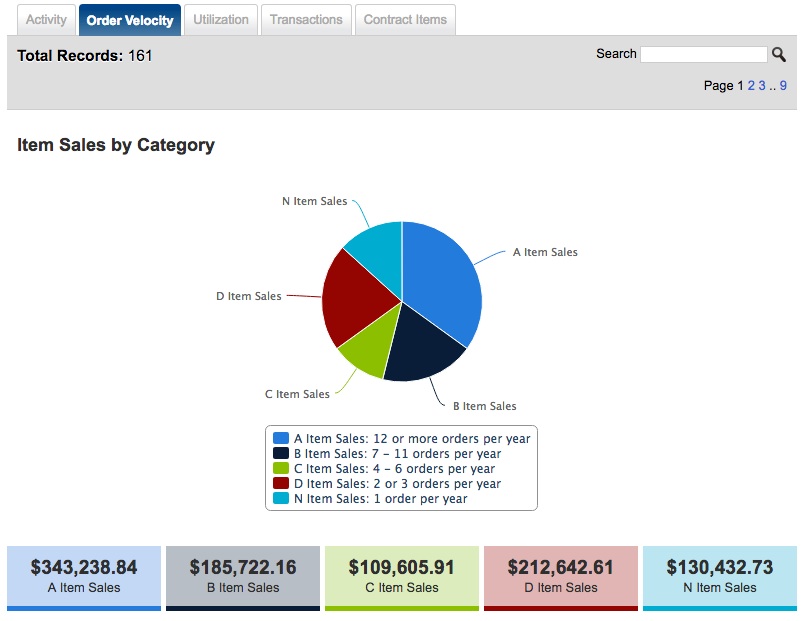 Activity Order Velocity Utilization Transactions Contract Items
Total Records: 161
Search
Page 1 2 3 .. 9
Item Sales by Category
N Item Sales
A Item Sales
D Item Sales
C Item Sales
B Item Sales
A Item Sales: 12 or more orders per year
B Item Sales: 7 – 11 orders per year
C Item Sales: 4 – 6 orders per year
D Item Sales: 2 or 3 orders per year
N Item Sales: 1 order per year
$343,238.84 $185,722.16 $109,605.91 $212,642.61 $130,432.73
A Item Sales B Item Sales C Item Sales D Item Sales N Item Sales